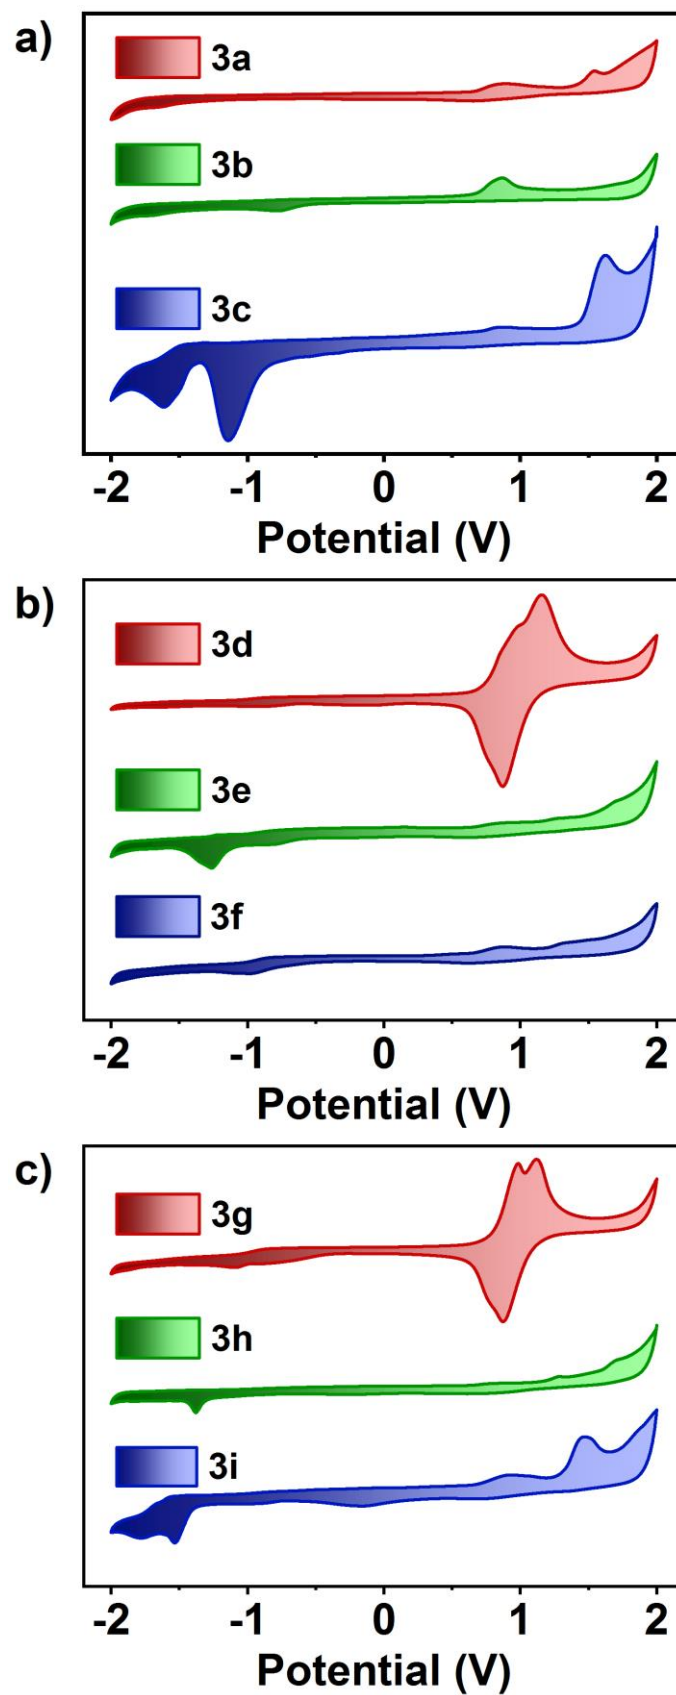 a)
3a
3b
3c
-2 -1 0 1 2
Potential (V)
b)
3d
3e
3f
-2 -1 0 1 2
Potential (V)
c)
3g
3h
3i
-2 -1 0 1 2
Potential (V)